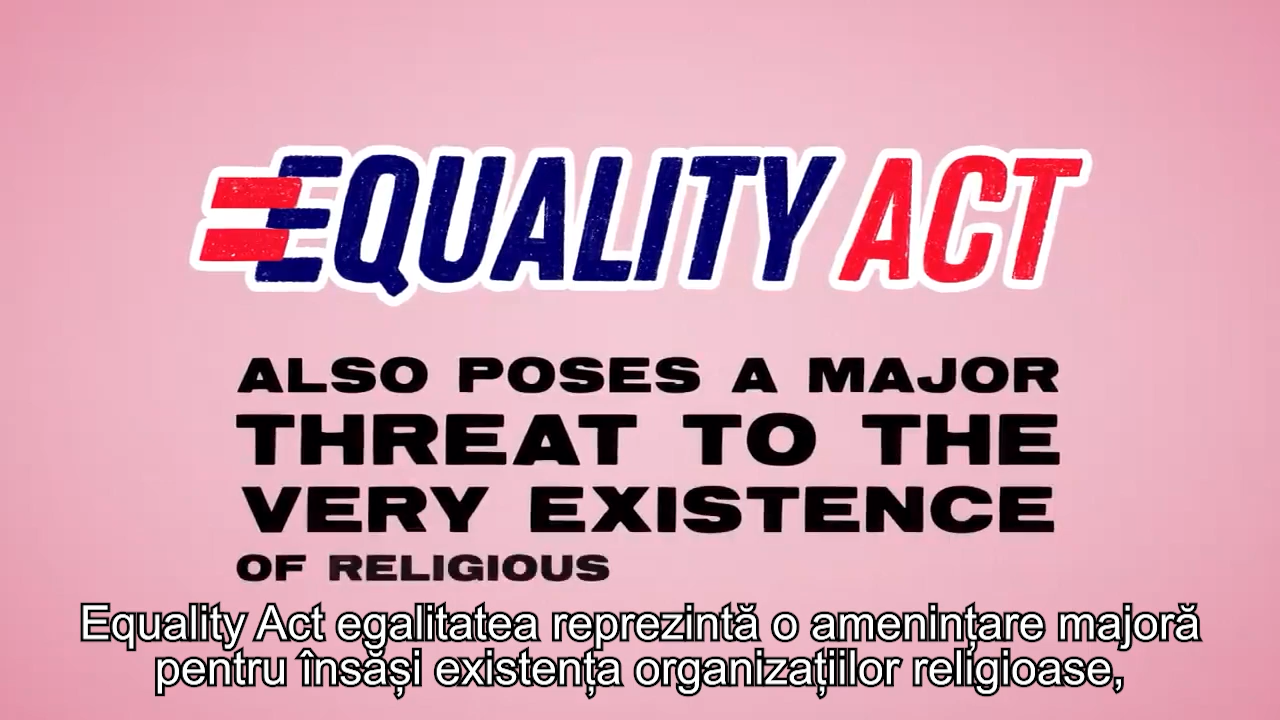 EQUALITY ACT
ALSO POSES A MAJOR
THREAT TO THE
VERY EXISTENCE
OF RELIGIOUS
Equality Act egalitatea reprezintă o amenințare majoră
pentru însăși existența organizațiilor religioase,